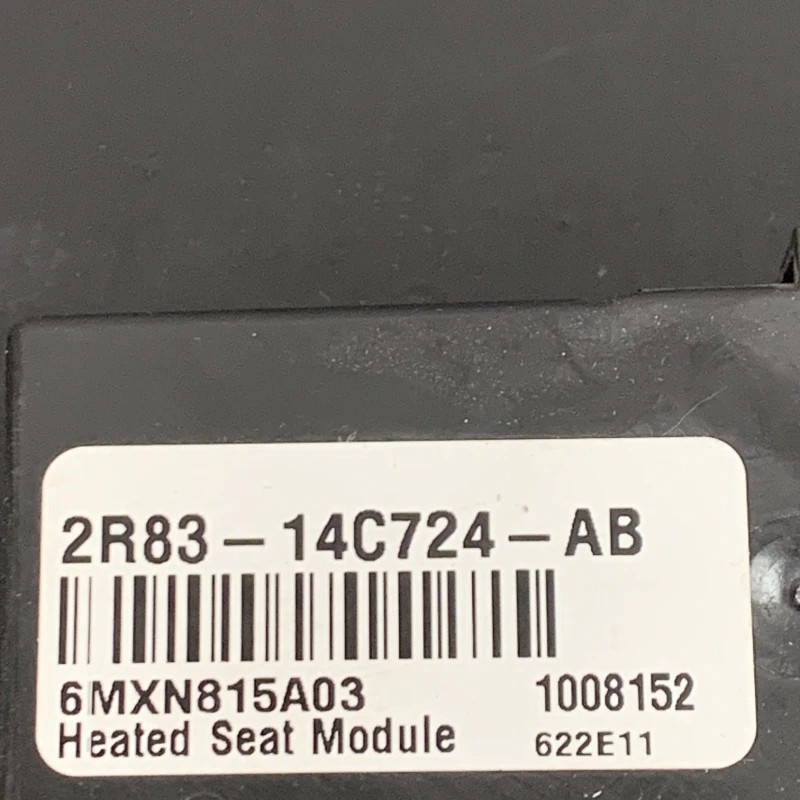 2R83-14C724-AB
6MXN815A03 1008152
Heated Seat Module 622E11